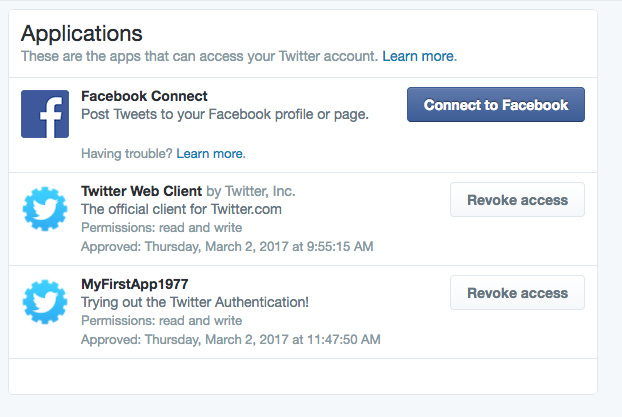 Applications
These are the apps that can access your Twitter account. Learn more.
Facebook Connect
Post Tweets to your Facebook profile or page.
Connect to Facebook
Having trouble? Learn more.
Twitter Web Client by Twitter, Inc.
The official client for Twitter.com
Permissions: read and write
Approved: Thursday, March 2, 2017 at 9:55:15 AM
Revoke access
MyFirstApp1977
Trying out the Twitter Authentication!
Permissions: read and write
Approved: Thursday, March 2, 2017 at 11:47:50 AM
Revoke access